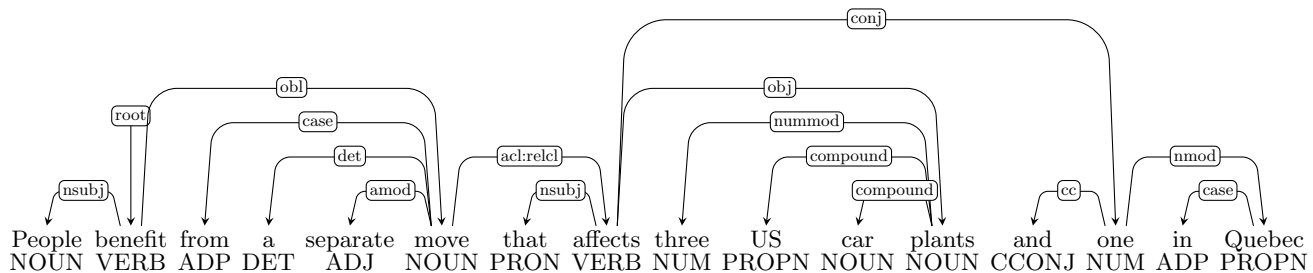 conj
obl obj
root case nummod
det acl:relcl compound nmod
nsubj amod nsubj compound cc case
People benefit from a separate move that affects three US car plants and one in Quebec
NOUN VERB ADP DET ADJ NOUN PRON VERB NUM PROPN NOUN NOUN CCONJ NUM ADP PROPN